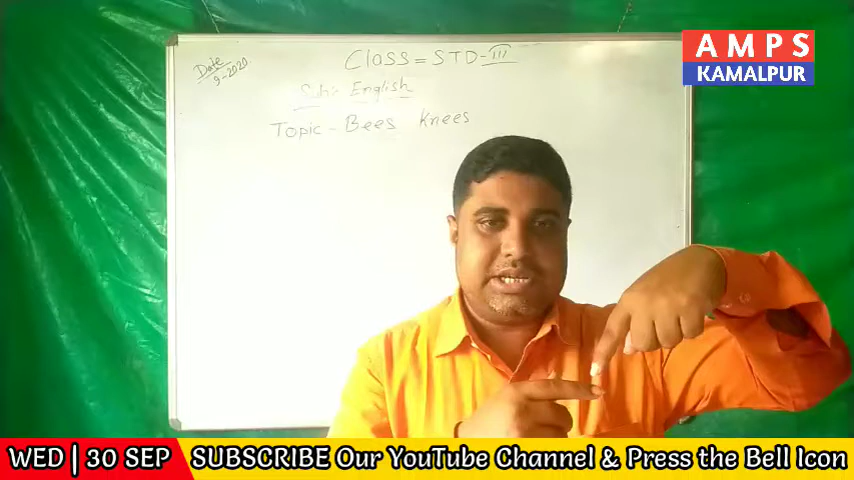 AMPS
KAMALPUR
Date
9-2020
Class = STD-III
Sub: English
Topic - Bees Knees
WED | 30 SEP
SUBSCRIBE Our YouTube Channel & Press the Bell Icon